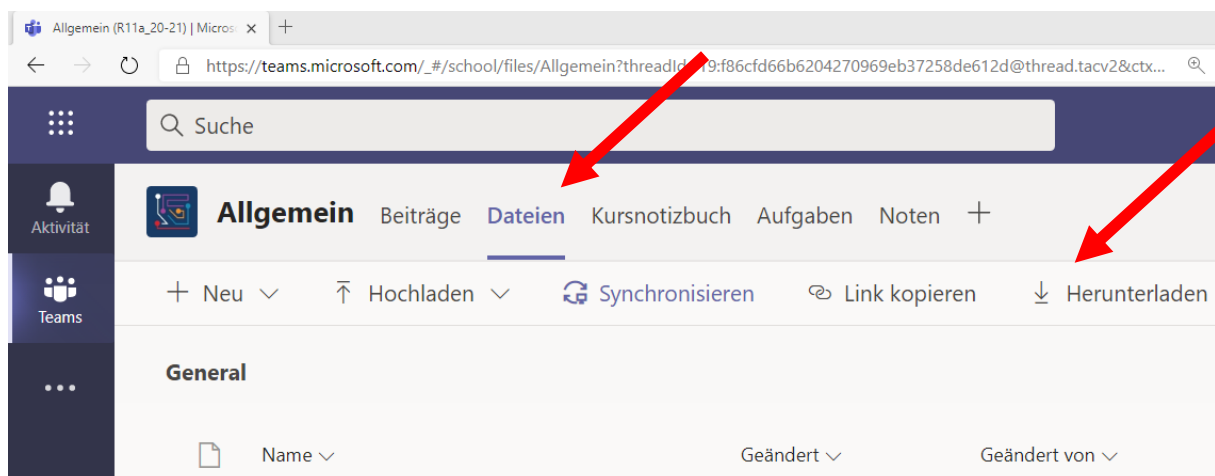 Allgemein (R11a_20-21) | Micros
https://teams.microsoft.com/_#/school/files/Allgemein?threadId 19:f86cfd66b6204270969eb37258de612d@thread.tacv2&ctx...
Suche
Aktivität
Allgemein Beiträge Dateien Kursnotizbuch Aufgaben Noten
Teams
Neu Hochladen Synchronisieren Link kopieren Herunterladen
General
Name Geändert Geändert von